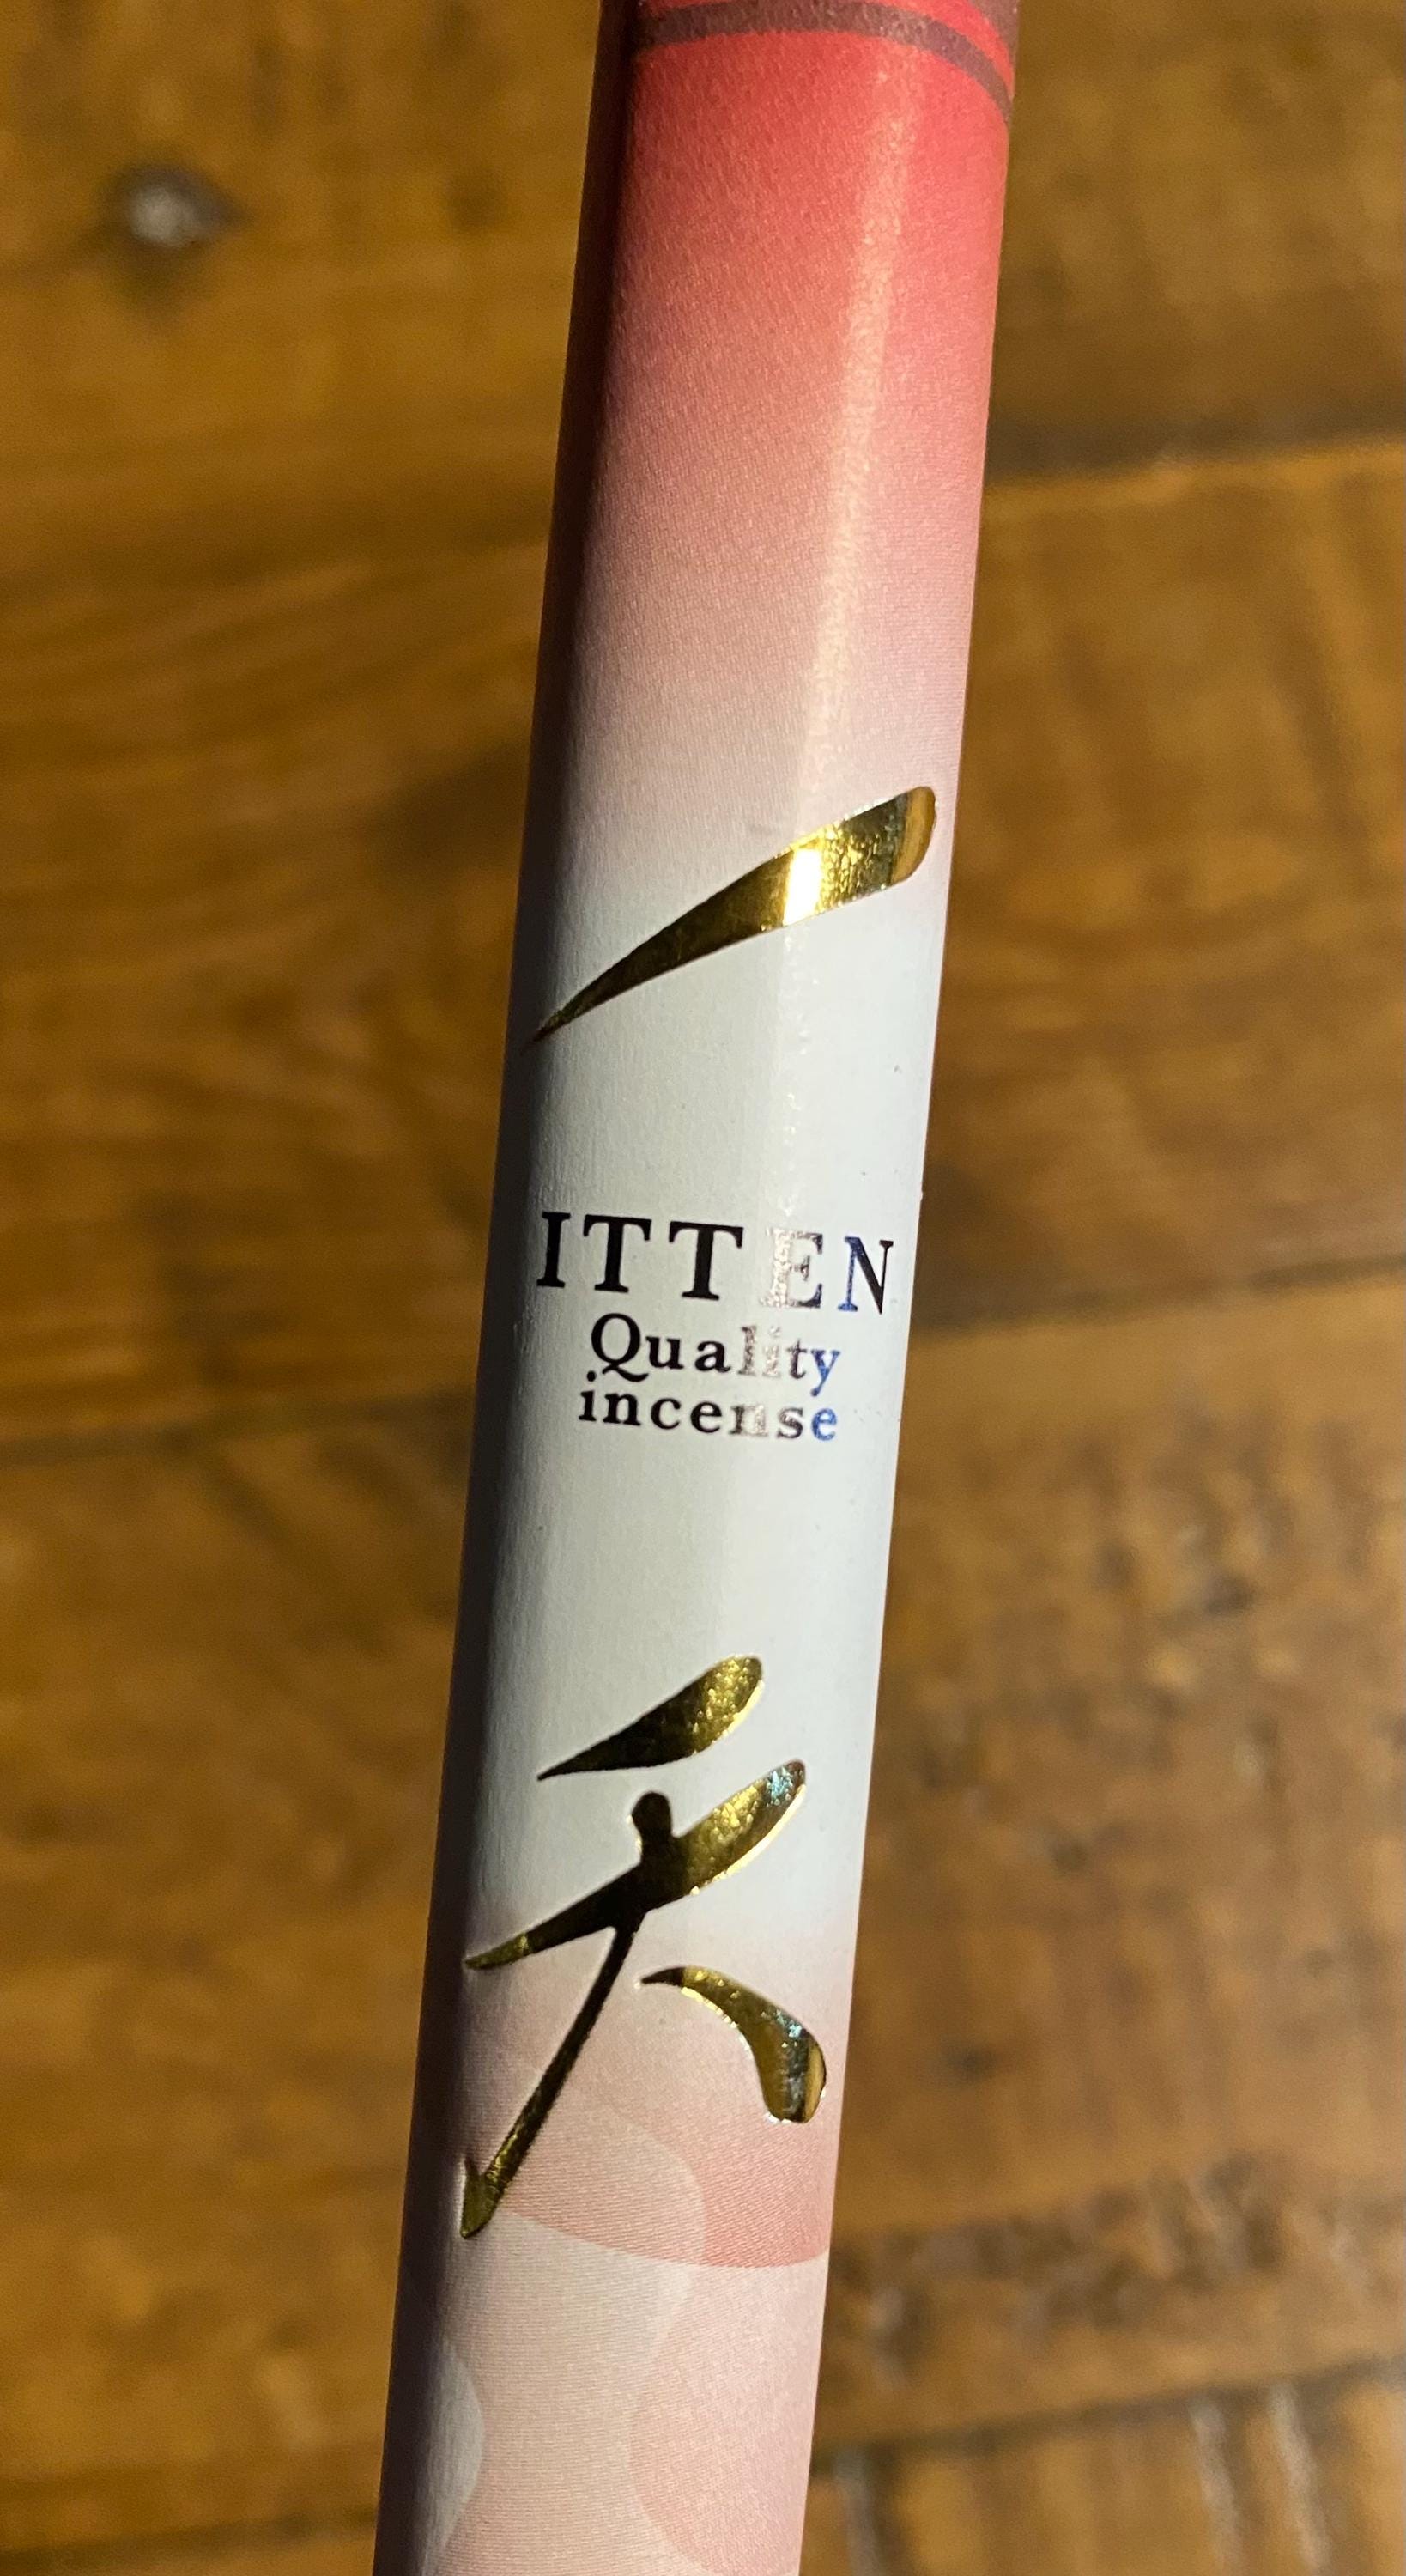 一
ITTEN
Quality
incense
天